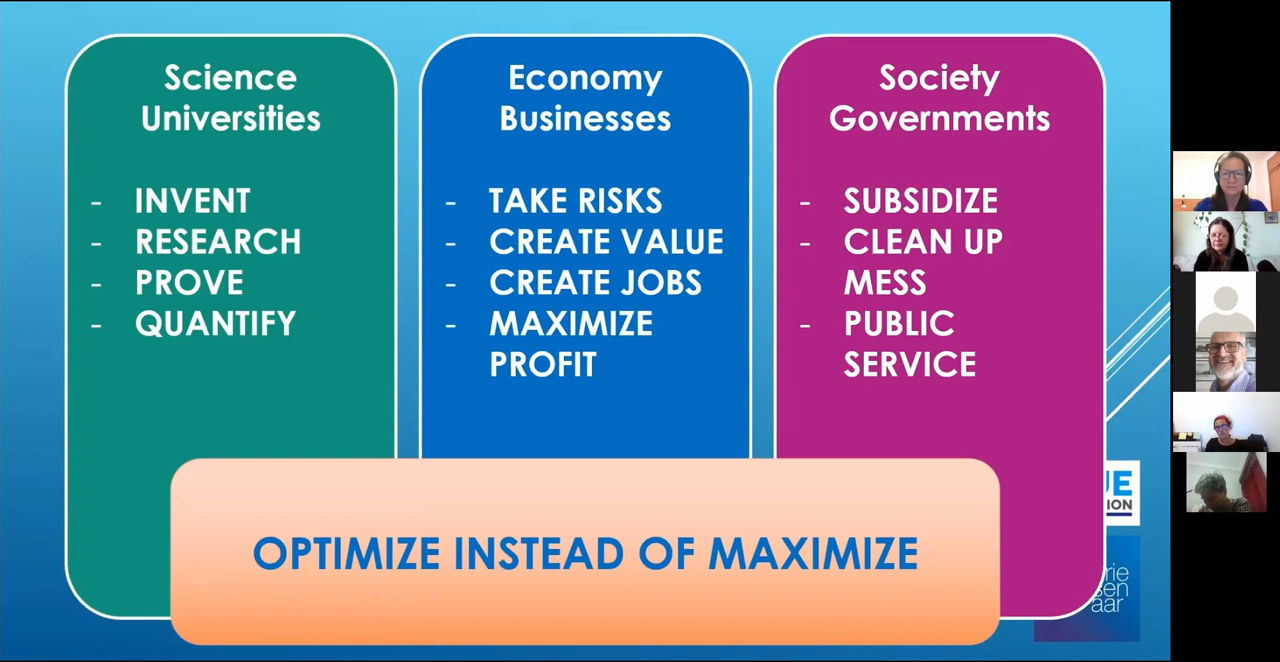 Science
Universities
- INVENT
- RESEARCH
- PROVE
- QUANTIFY
Economy
Businesses
- TAKE RISKS
- CREATE VALUE
- CREATE JOBS
- MAXIMIZE
PROFIT
Society
Governments
- SUBSIDIZE
- CLEAN UP
MESS
- PUBLIC
SERVICE
OPTIMIZE INSTEAD OF MAXIMIZE